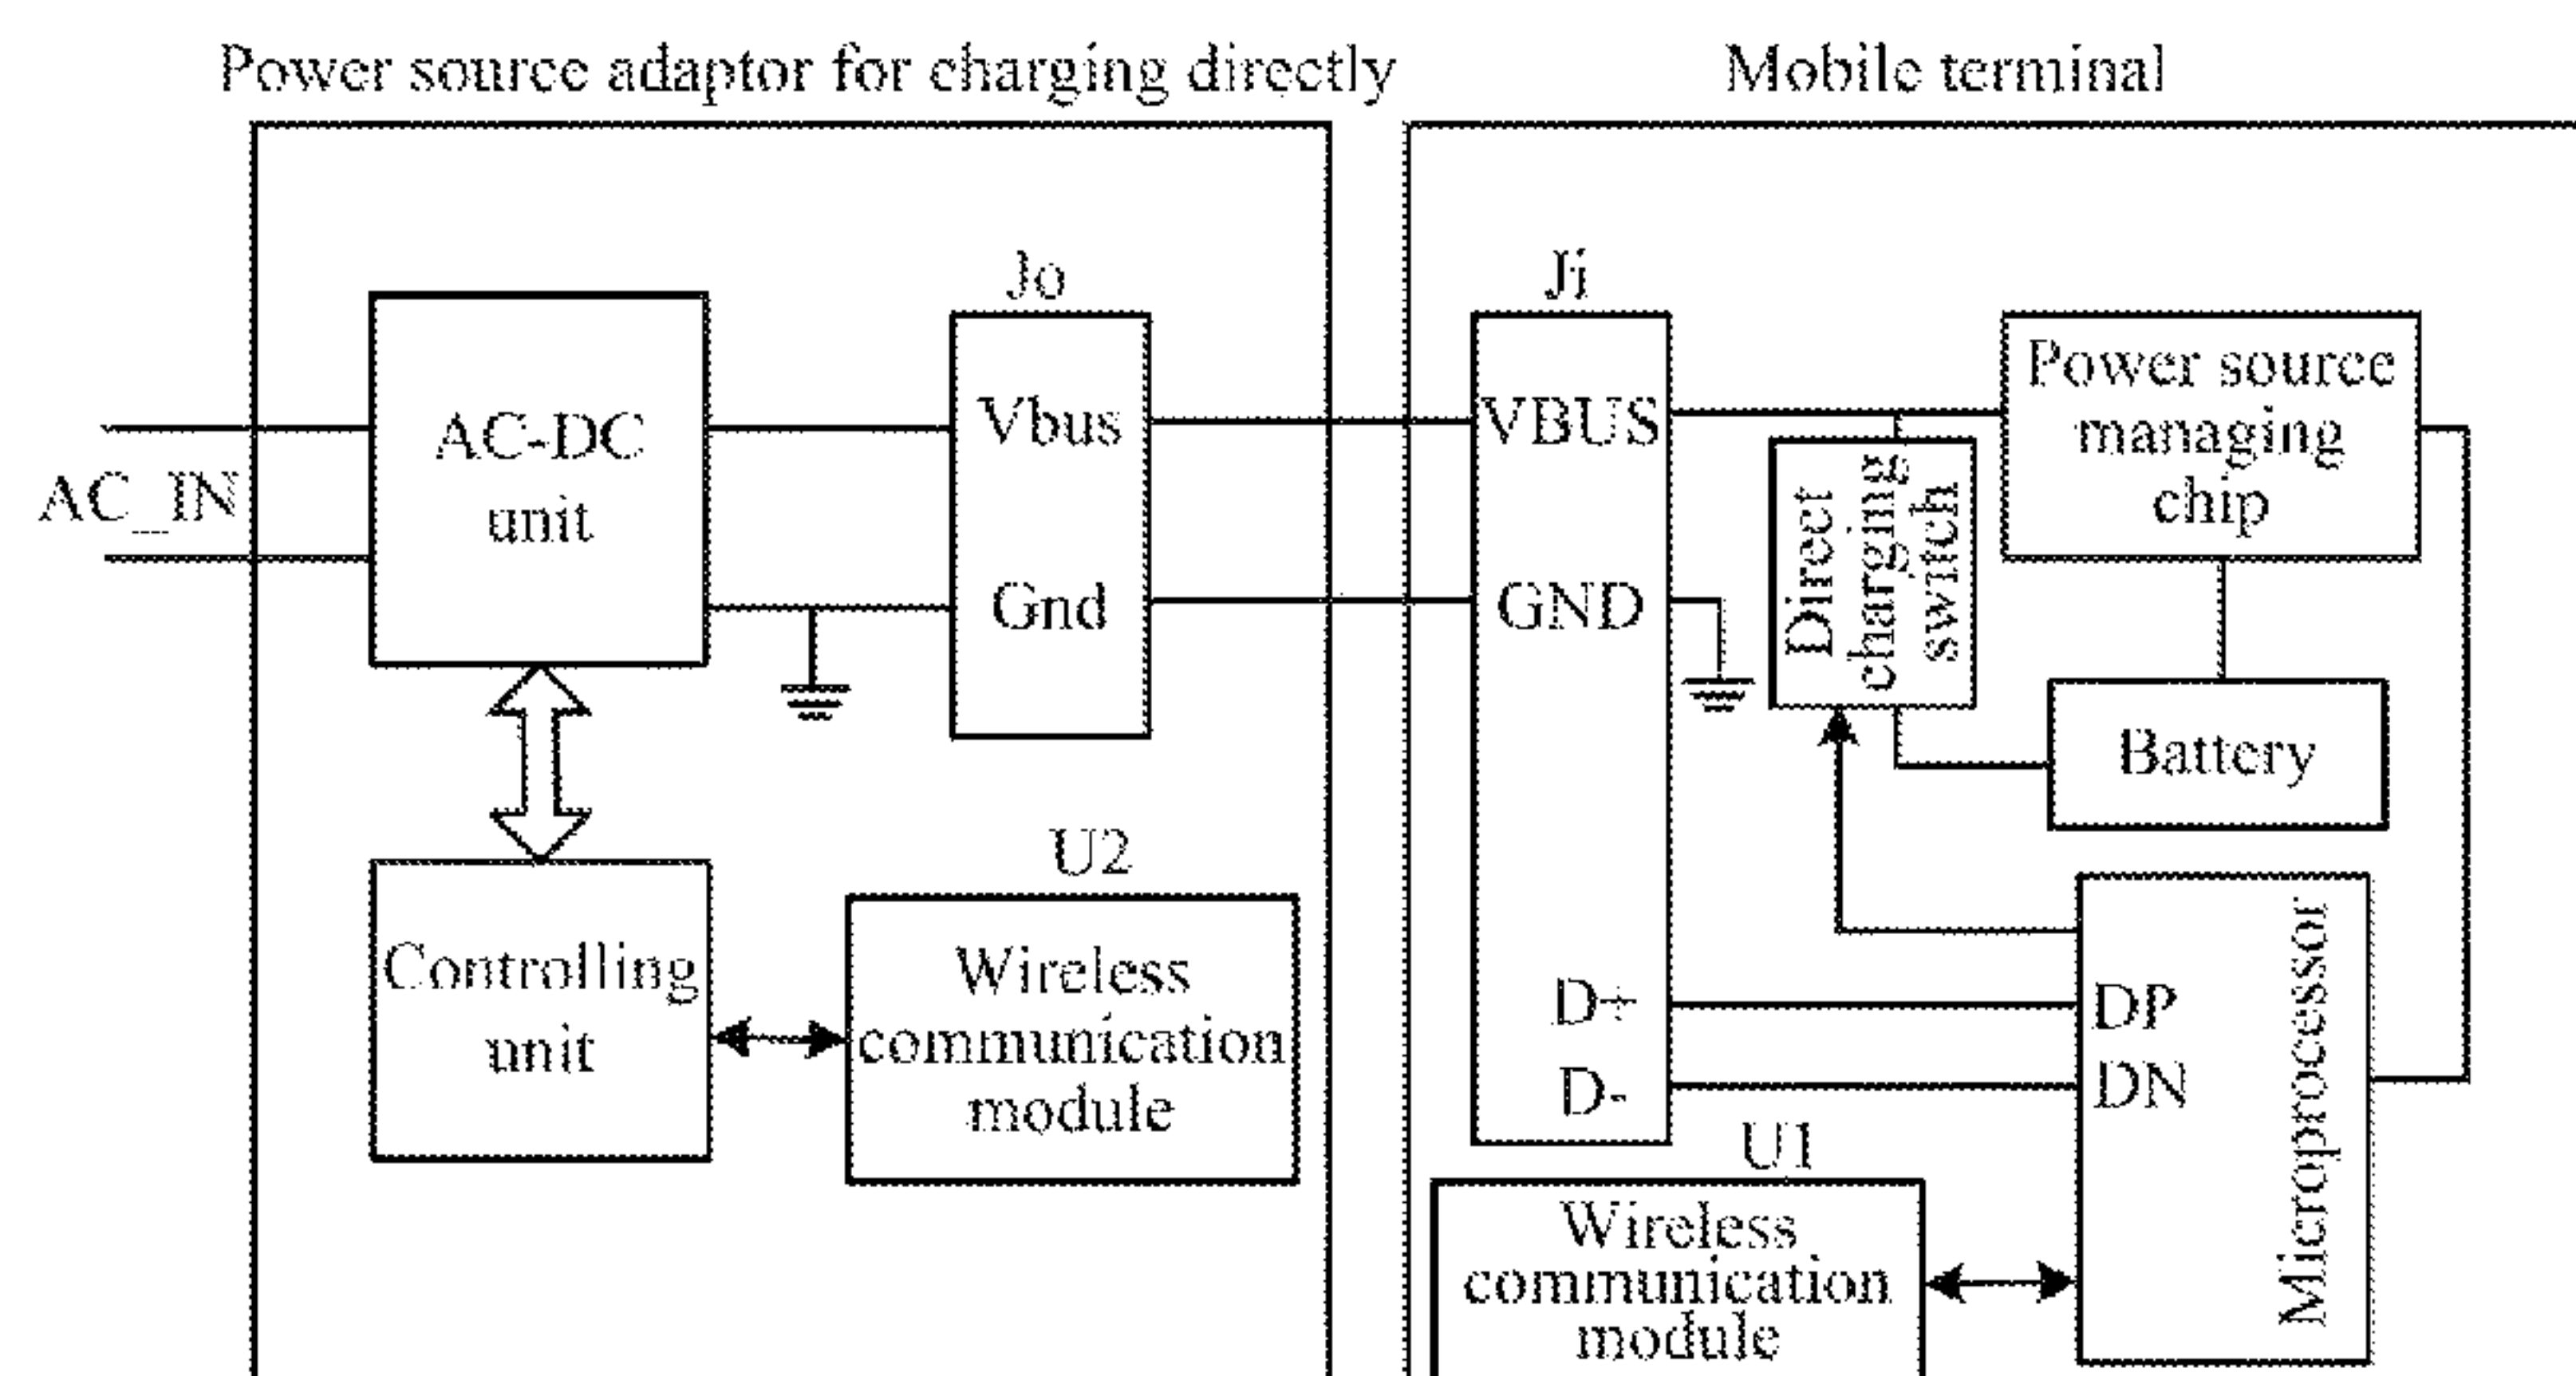 Power source adaptor for charging directly
Mobile terminal
Jo
Ji
AC_IN
AC-DC
unit
Vbus
Gnd
VBUS
GND
D+
D-
Direct
charging
switch
Power source
managing
chip
Battery
U2
Controlling
unit
Wireless
communication
module
DP
DN
Microprocessor
U1
Wireless
communication
module